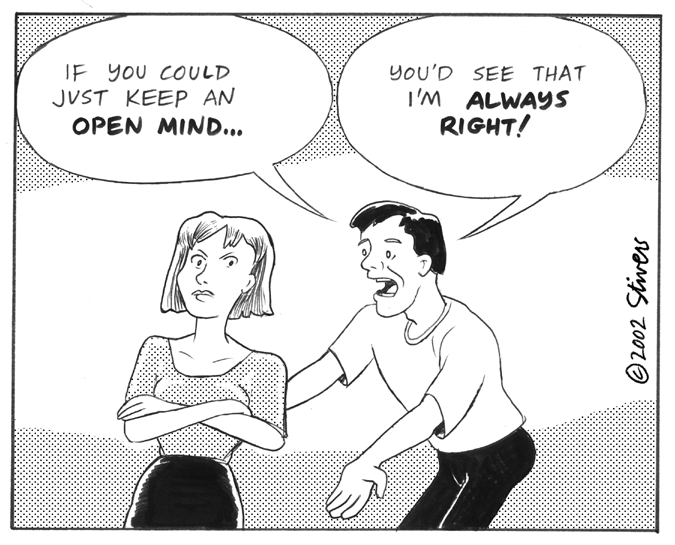 IF YOU COULD
JUST KEEP AN
OPEN MIND...
YOU'D SEE THAT
I'M ALWAYS
RIGHT!
©2002 Stivers